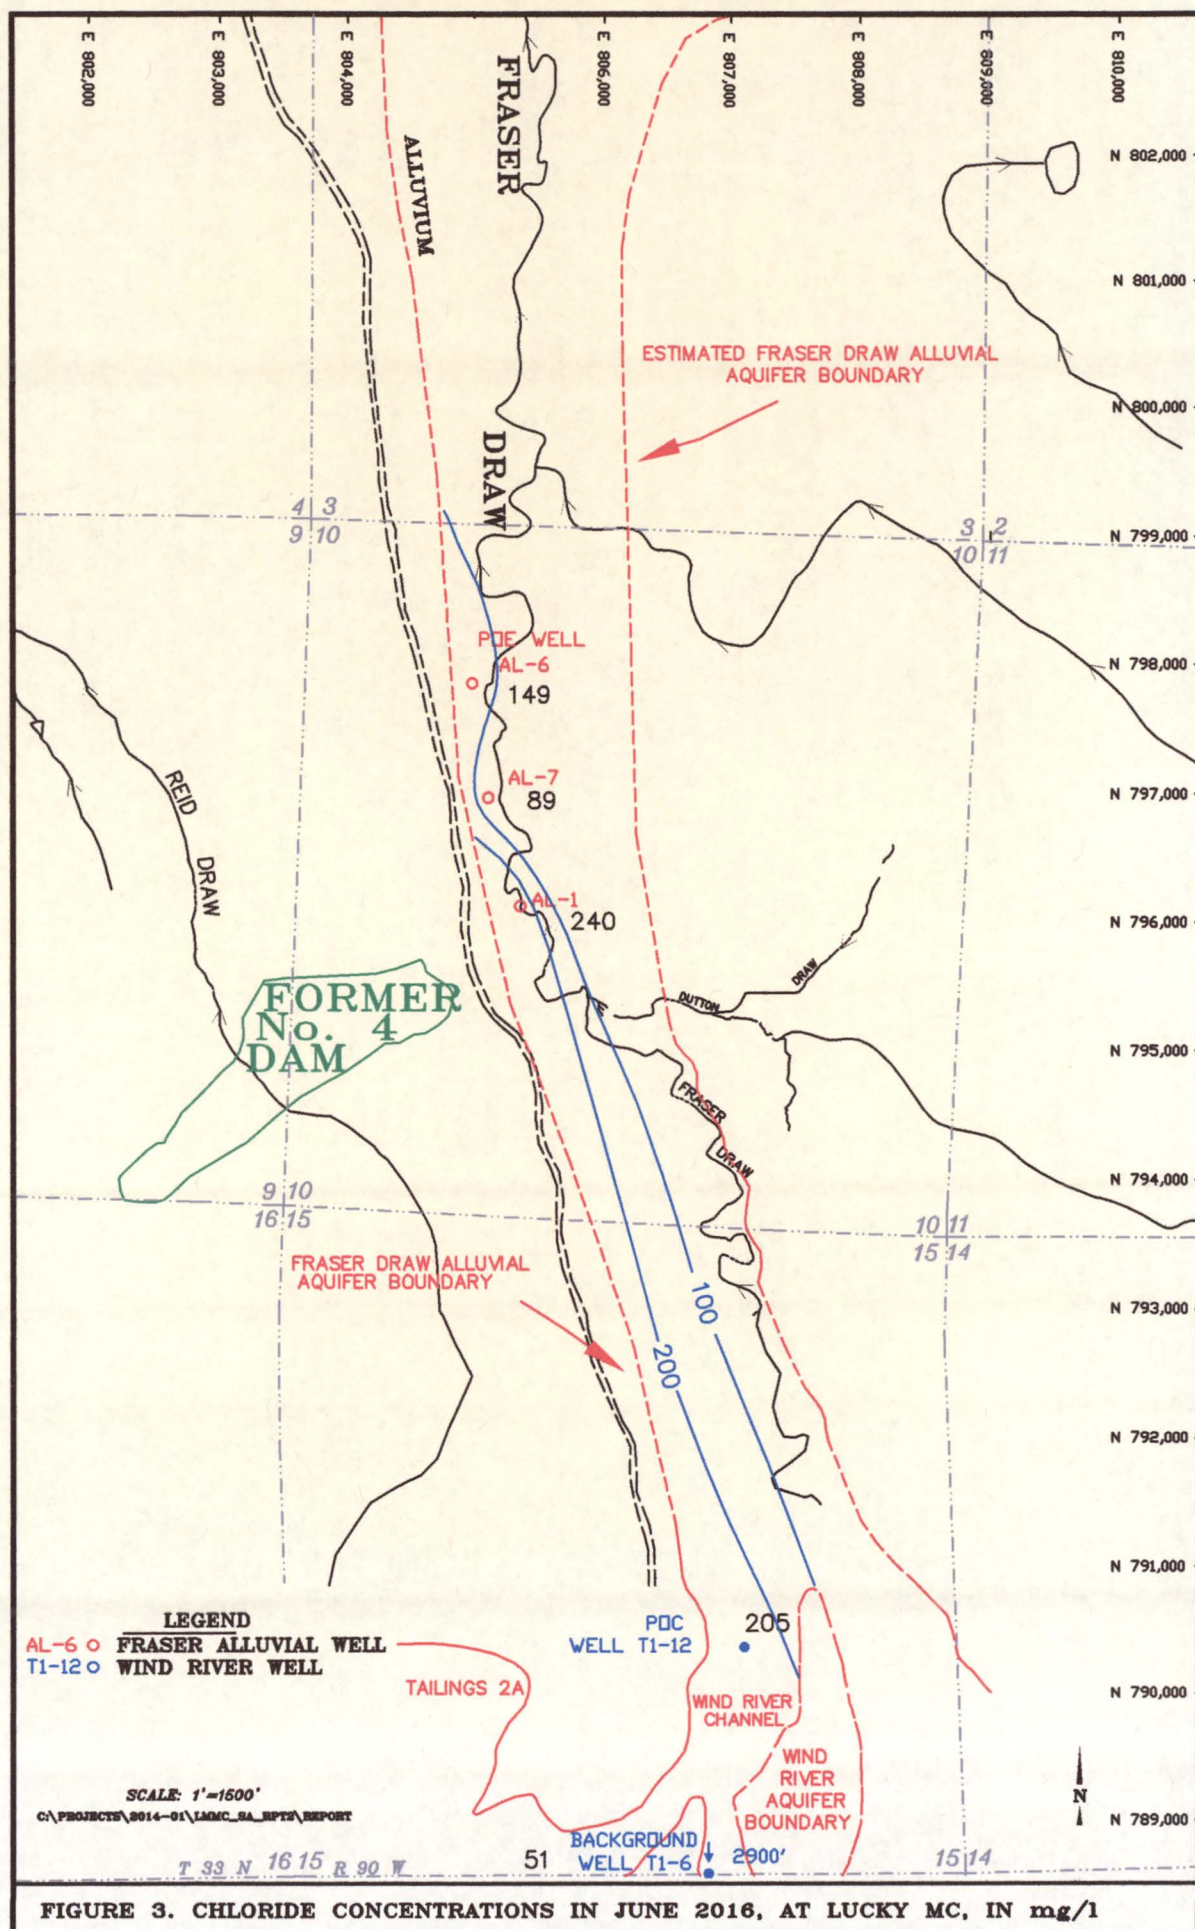 E 802,000
E 803,000
E 804,000
E 806,000
E 807,000
E 808,000
E 809,000
E 810,000
FRASER
ALLUVIUM
N 802,000
N 801,000
ESTIMATED FRASER DRAW ALLUVIAL
AQUIFER BOUNDARY
N 800,000
DRAW
4 3
9 10
3 2
10 11
N 799,000
POE WELL
AL-6
149
N 798,000
AL-7
89
N 797,000
REID
DRAW
AL-1
240
N 796,000
FORMER
No. 4
DAM
DUTTON
DRAW
N 795,000
FRASER
DRAW
N 794,000
9 10
16 15
10 11
15 14
FRASER DRAW ALLUVIAL
AQUIFER BOUNDARY
100
N 793,000
200
N 792,000
N 791,000
LEGEND
AL-6 FRASER ALLUVIAL WELL
T1-12 WIND RIVER WELL
POC
WELL T1-12
205
TAILINGS 2A
WIND RIVER
CHANNEL
N 790,000
WIND
RIVER
AQUIFER
BOUNDARY
SCALE: 1"=1500'
C:\PROJECTS\2014-01\LMMC_SA_RPTS\REPORT
N
N 789,000
BACKGROUND
WELL T1-6
2900'
51
T 33 N 16 15 R 90 W
15 14
FIGURE 3. CHLORIDE CONCENTRATIONS IN JUNE 2016, AT LUCKY MC, IN mg/l